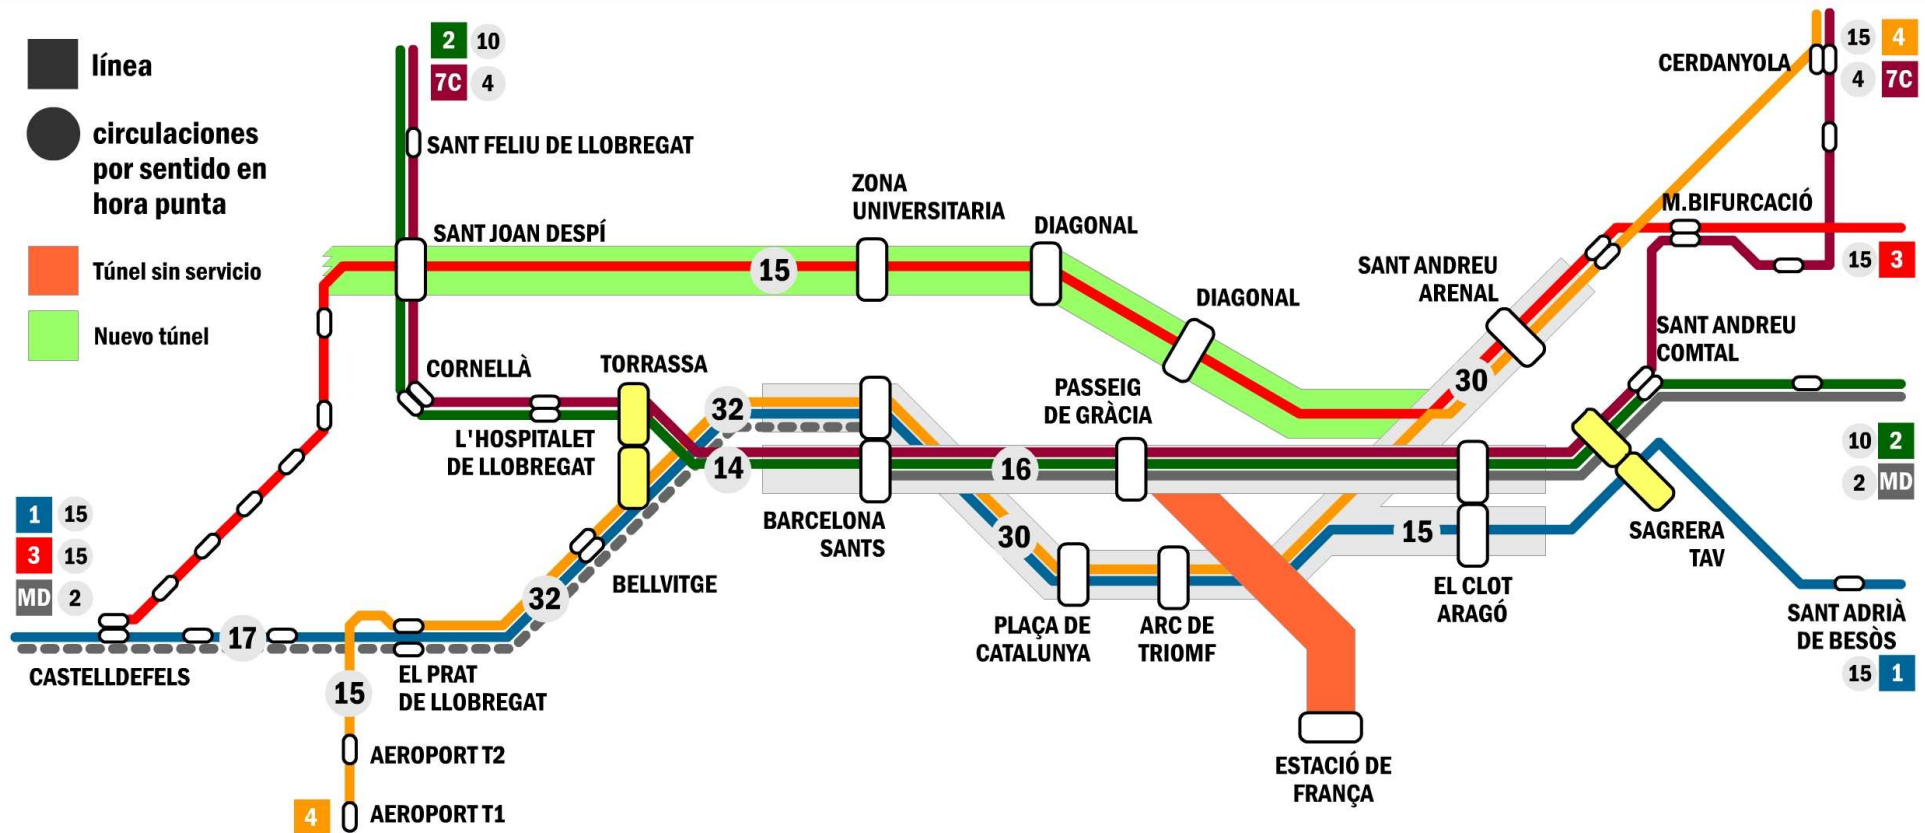 línea
circulaciones
por sentido en
hora punta
Túnel sin servicio
Nuevo túnel
2 10
7C 4
SANT FELIU DE LLOBREGAT
SANT JOAN DESPÍ
15
ZONA
UNIVERSITARIA
DIAGONAL
DIAGONAL
SANT ANDREU
ARENAL
30
CERDANYOLA
15 4
4 7C
M.BIFURCACIÓ
15 3
SANT ANDREU
COMTAL
CORNELLÀ
TORRASSA
L'HOSPITALET
DE LLOBREGAT
32
14
BARCELONA
SANTS
16
PASSEIG
DE GRÀCIA
30
PLAÇA DE
CATALUNYA
ARC DE
TRIOMF
15
EL CLOT
ARAGÓ
SAGRERA
TAV
10 2
2 MD
SANT ADRIÀ
DE BESÒS
15 1
ESTACIÓ DE
FRANÇA
1 15
3 15
MD 2
17
CASTELLDEFELS
BELLVITGE
32
EL PRAT
DE LLOBREGAT
15
AEROPORT T2
4 AEROPORT T1